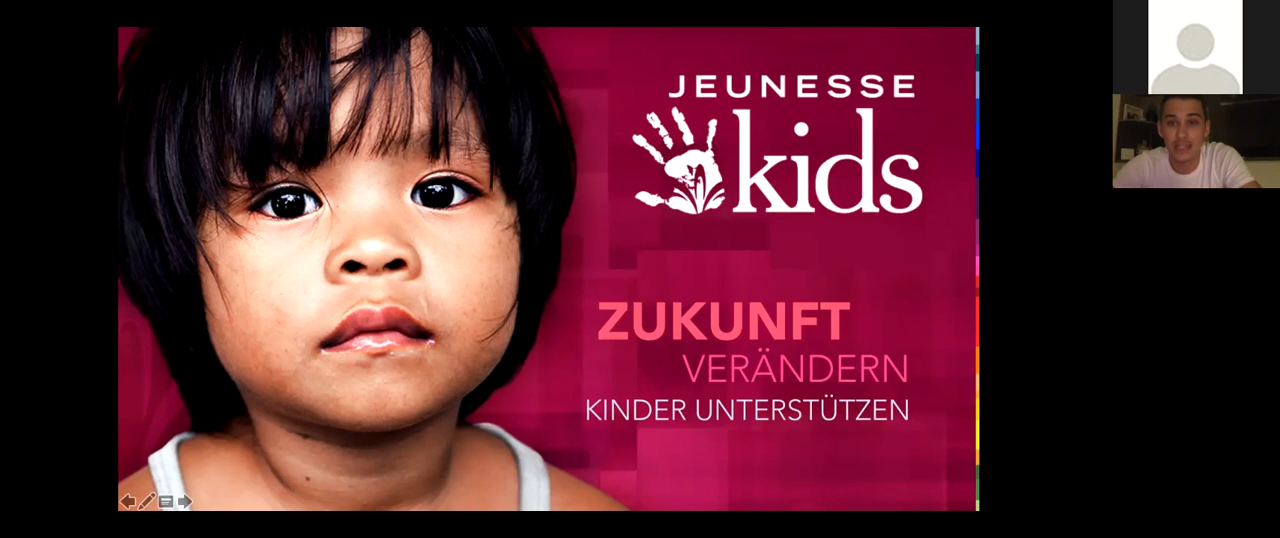 JEUNESSE
kids
ZUKUNFT
VERÄNDERN
KINDER UNTERSTÜTZEN